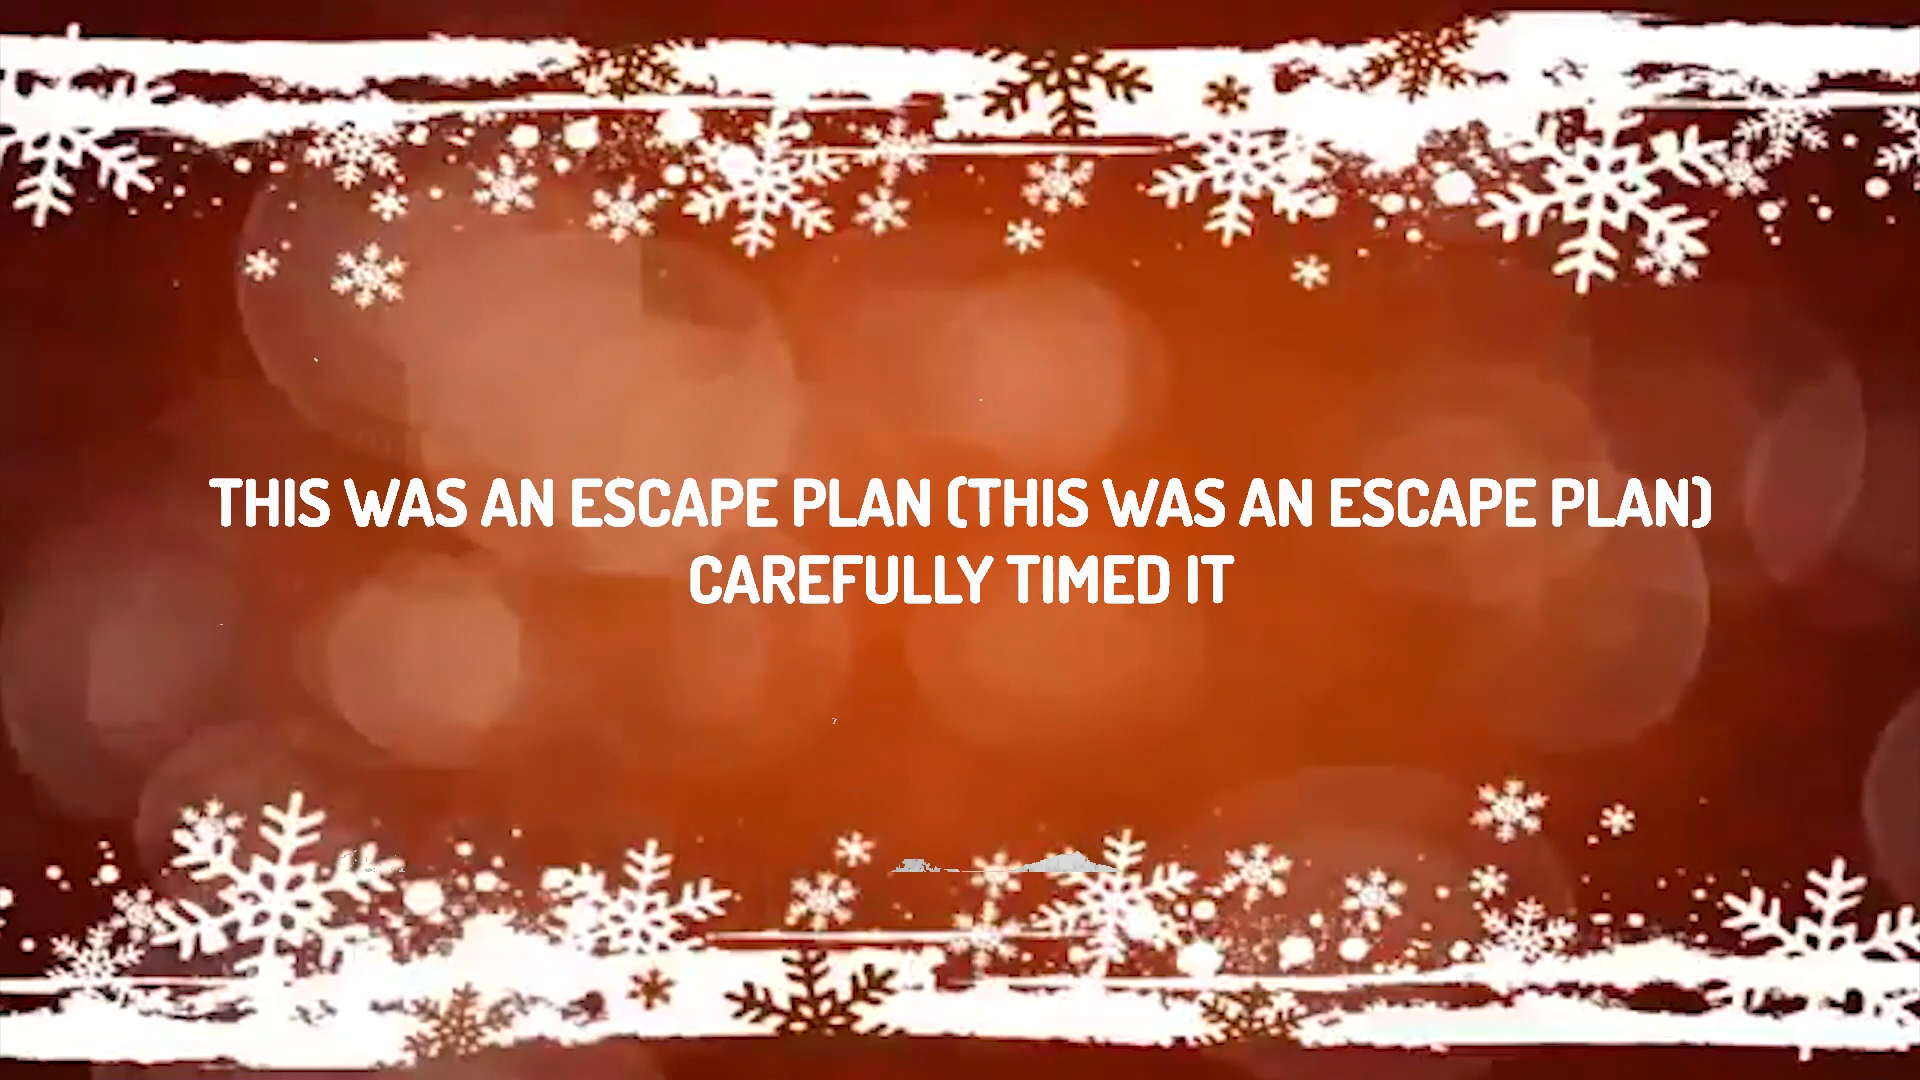 THIS WAS AN ESCAPE PLAN (THIS WAS AN ESCAPE PLAN)
CAREFULLY TIMED IT